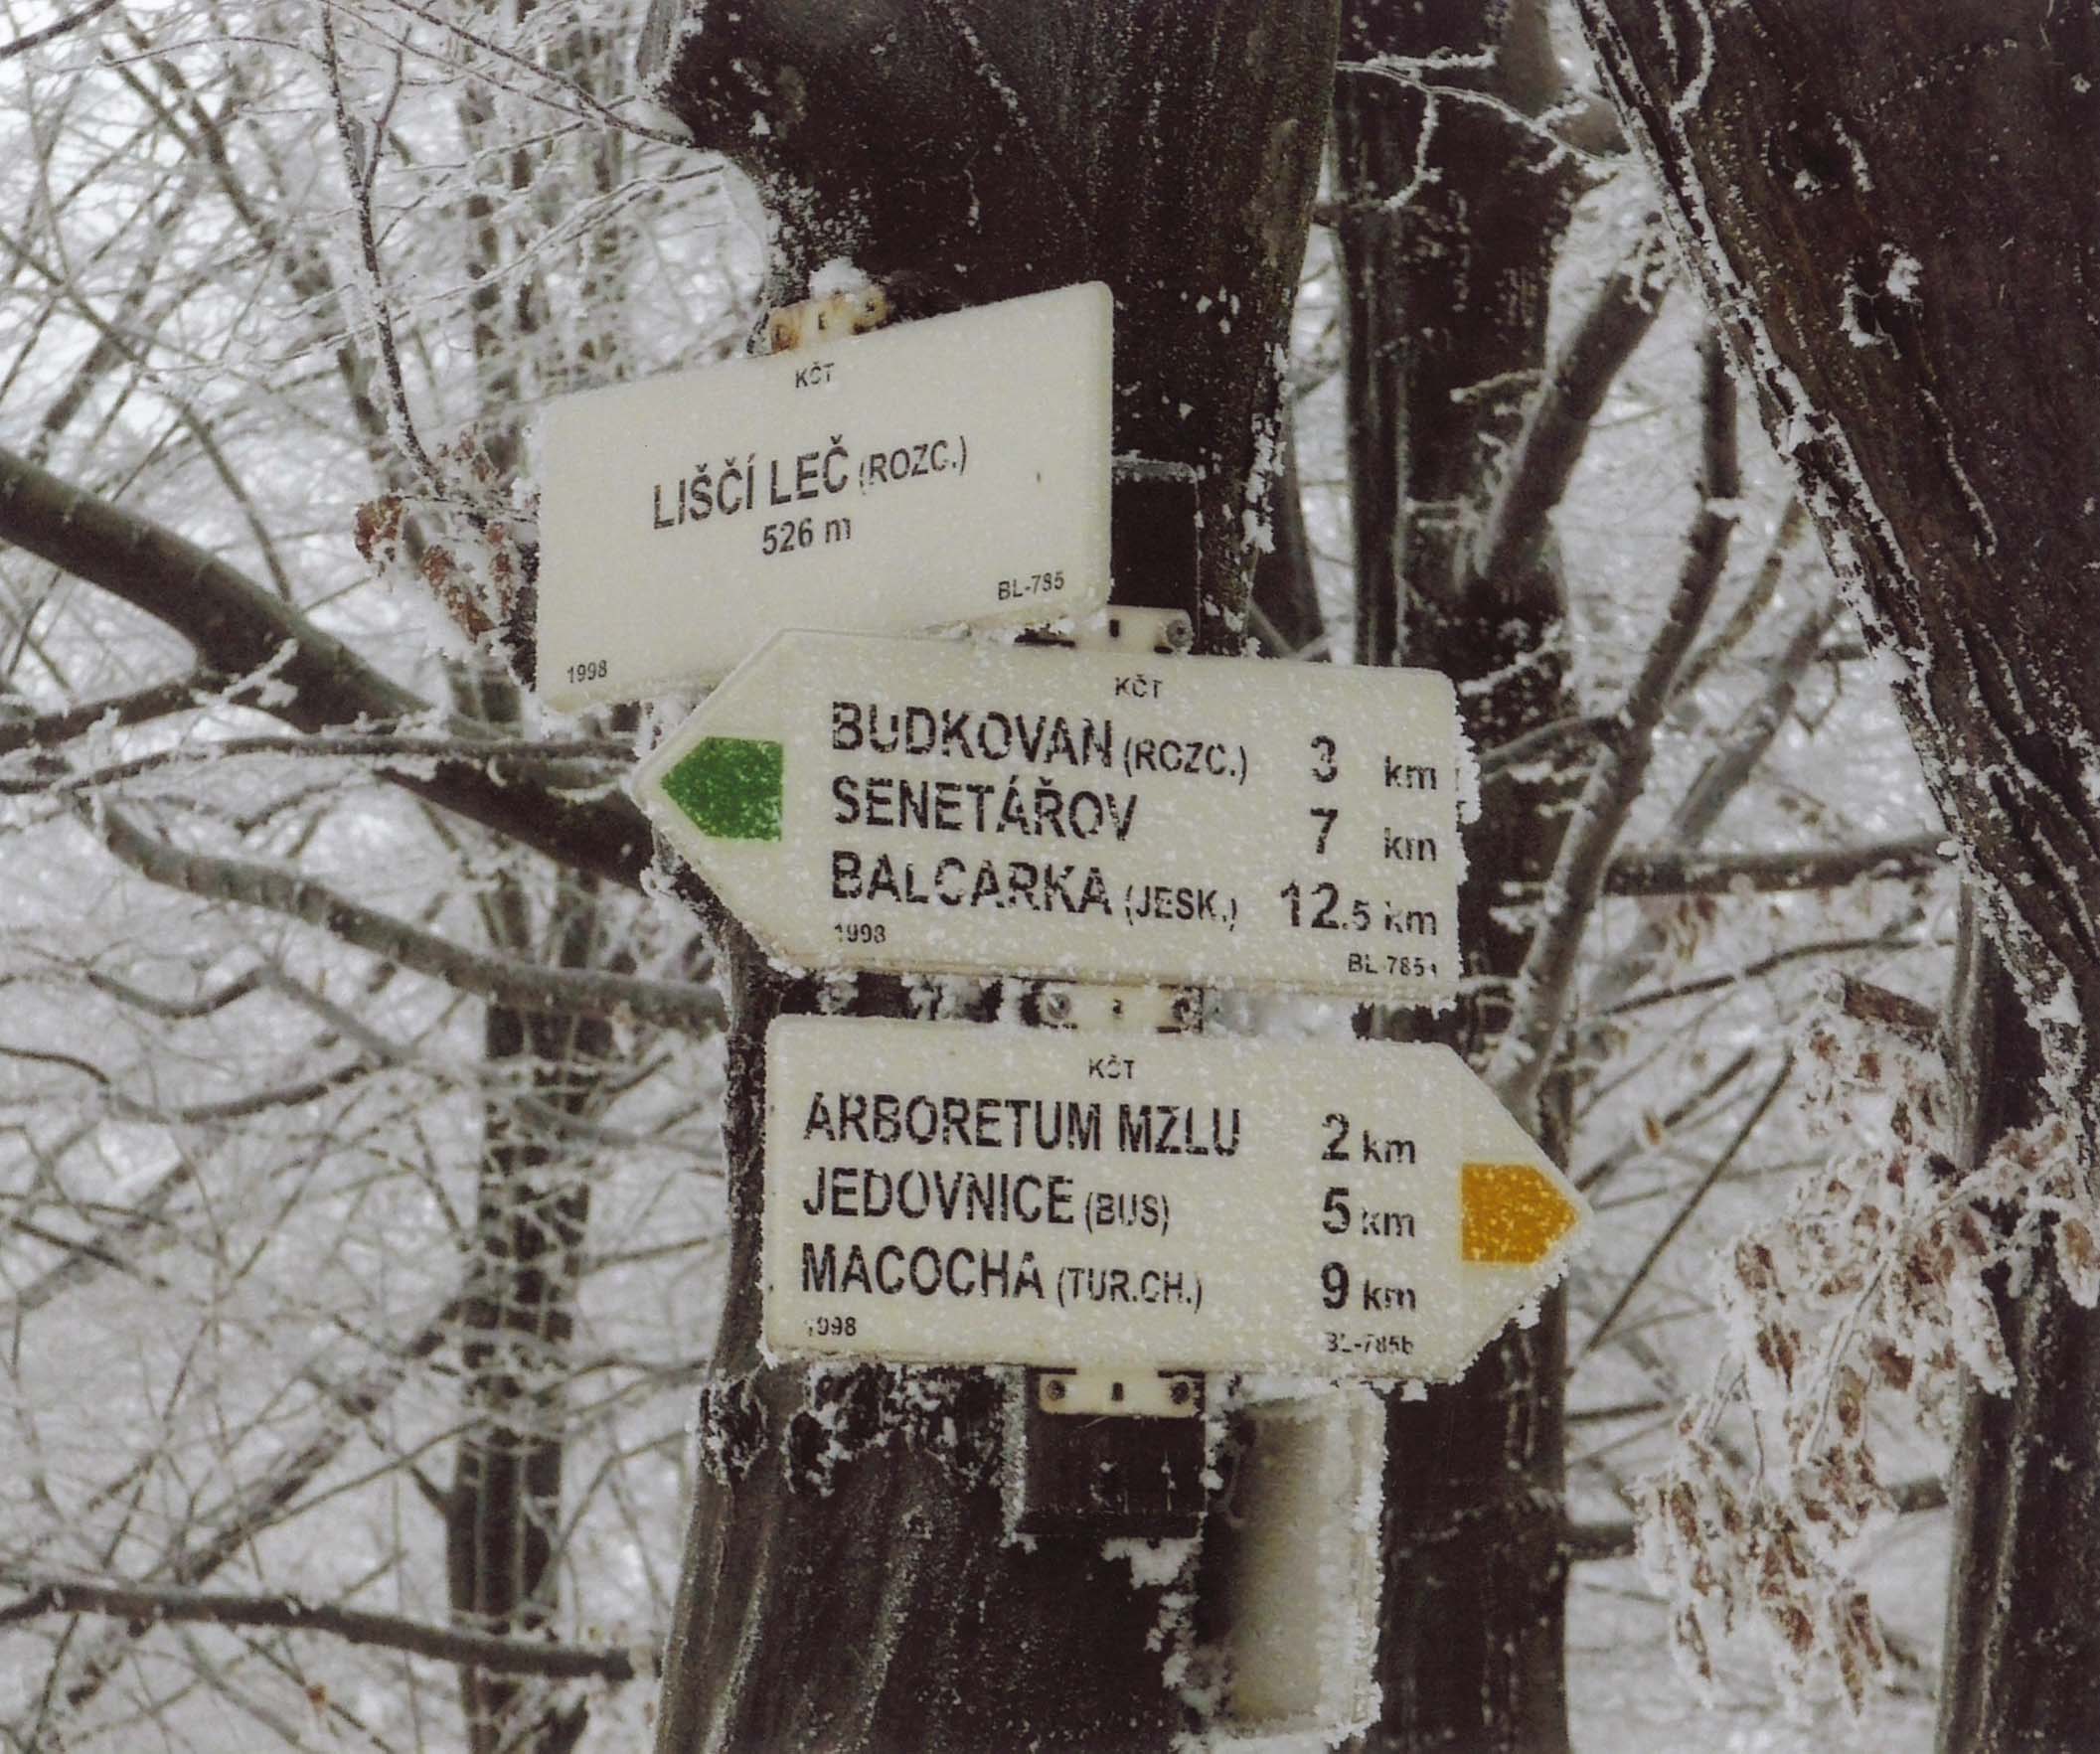 KČT
LIŠČÍ LEČ (ROZC.)
526 m
BL-785
1998
KČT
BUDKOVAN (ROZC.) 3 km
SENETÁŘOV 7 km
BALCARKA (JESK.) 12.5 km
1998
BL 785a
KČT
ARBORETUM MZLU 2 km
JEDOVNICE (BUS) 5 km
MACOCHA (TUR.CH.) 9 km
1998
BL-785b